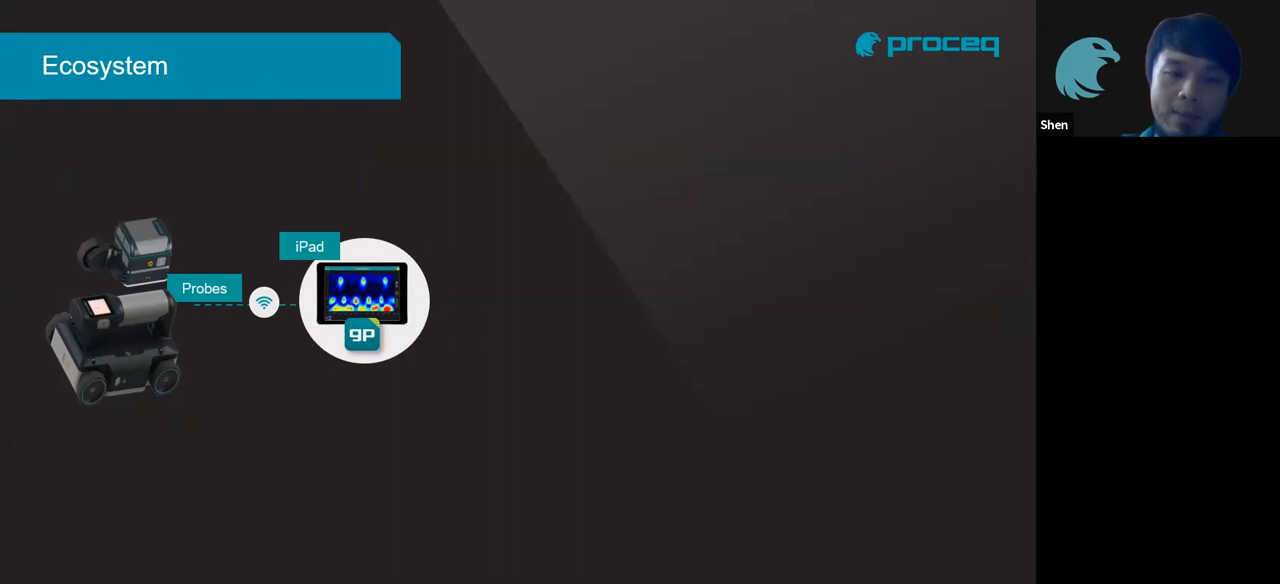 Ecosystem
proceq
Shen
iPad
Probes
gp